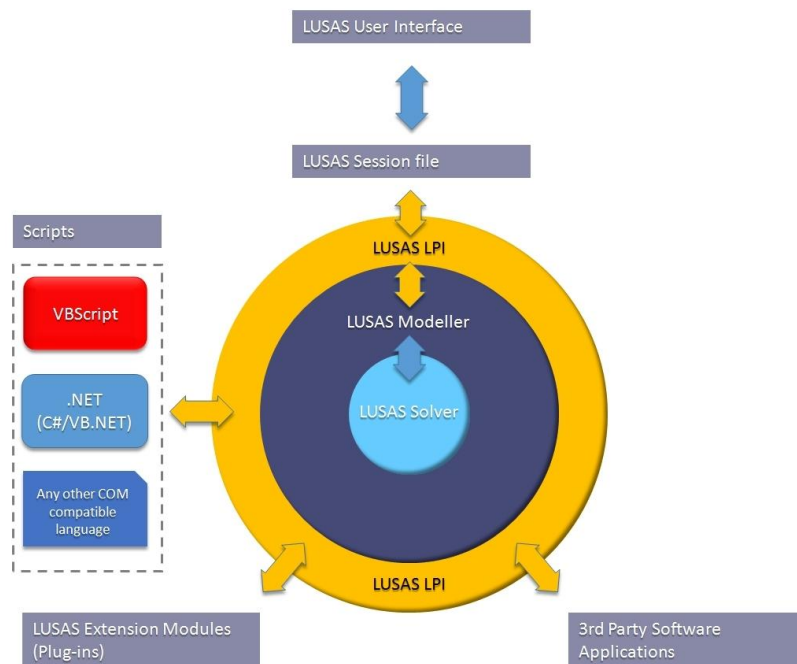 LUSAS User Interface
LUSAS Session file
Scripts
LUSAS LPI
VBScript
LUSAS Modeller
.NET
(C#/VB.NET)
LUSAS Solver
Any other COM
compatible
language
LUSAS LPI
LUSAS Extension Modules
(Plug-ins)
3rd Party Software
Applications